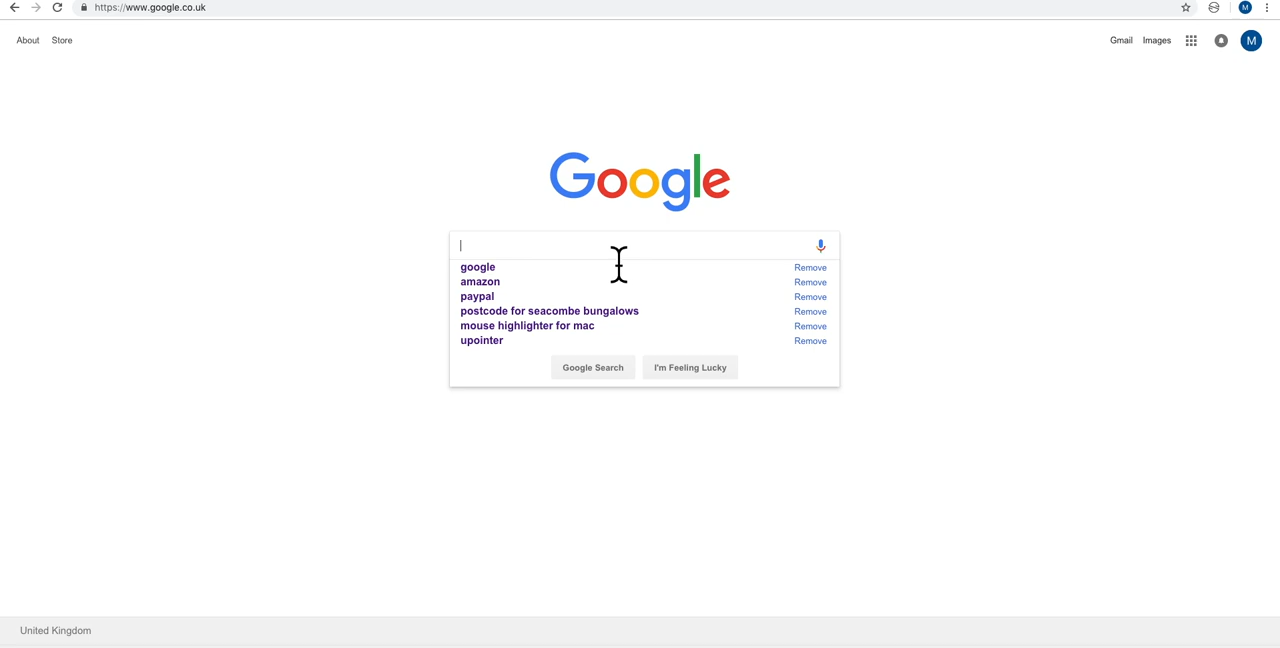 https://www.google.co.uk
M
About Store Gmail Images M
Google
google Remove
amazon Remove
paypal Remove
postcode for seacombe bungalows Remove
mouse highlighter for mac Remove
upointer Remove
Google Search I'm Feeling Lucky
United Kingdom